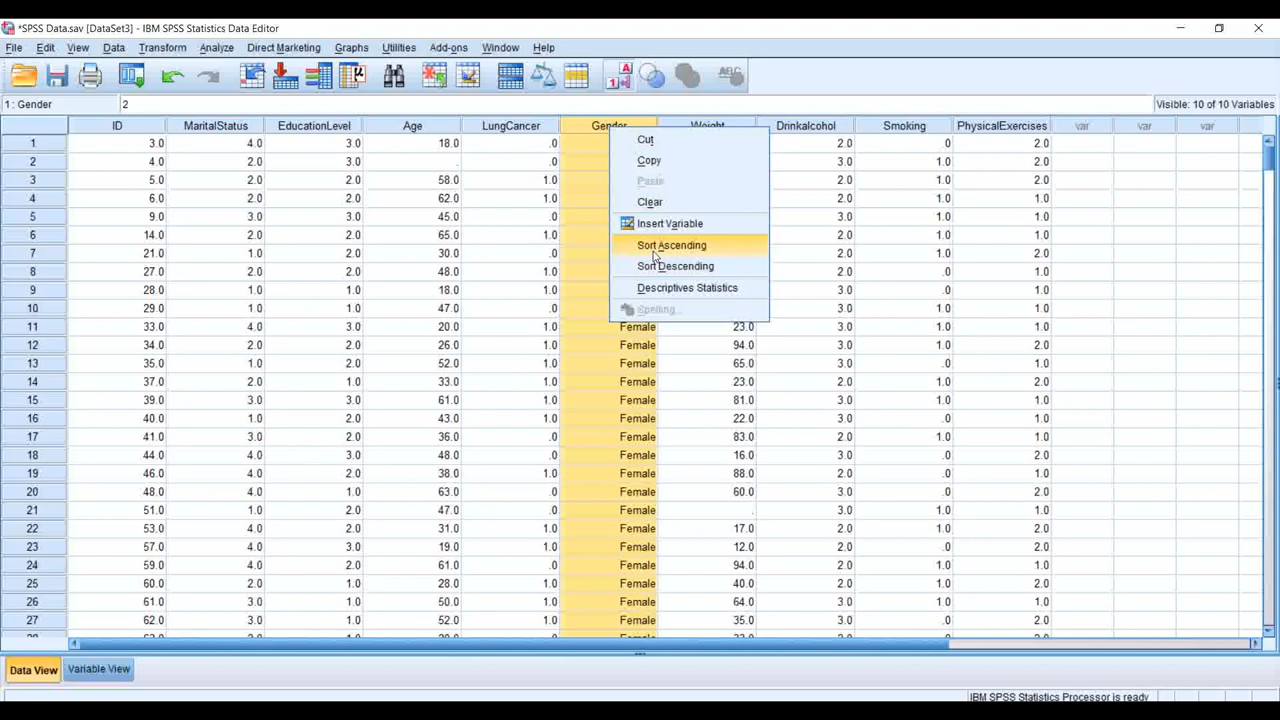 *SPSS Data.sav [DataSet3] - IBM SPSS Statistics Data Editor
File Edit View Data Transform Analyze Direct Marketing Graphs Utilities Add-ons Window Help
1 : Gender 2 Visible: 10 of 10 Variables
ID MaritalStatus EducationLevel Age LungCancer Gender Weight Drinkalcohol Smoking PhysicalExercises var var var
1 3.0 4.0 3.0 18.0 .0 2.0 .0 2.0
2 4.0 2.0 3.0 . .0 3.0 1.0 2.0
3 5.0 2.0 2.0 58.0 1.0 2.0 1.0 1.0
4 6.0 2.0 2.0 62.0 1.0 2.0 1.0 1.0
5 9.0 3.0 3.0 45.0 .0 3.0 1.0 1.0
6 14.0 2.0 2.0 65.0 1.0 2.0 1.0 1.0
7 21.0 1.0 2.0 30.0 .0 2.0 1.0 1.0
8 27.0 2.0 2.0 48.0 1.0 2.0 .0 2.0
9 28.0 1.0 1.0 18.0 1.0 3.0 .0 2.0
10 29.0 1.0 1.0 47.0 .0 3.0 1.0 2.0
11 33.0 4.0 3.0 20.0 1.0 Female 23.0 3.0 1.0 2.0
12 34.0 2.0 2.0 26.0 .0 Female 94.0 3.0 .0 1.0
13 35.0 1.0 2.0 52.0 1.0 Female 65.0 3.0 .0 1.0
14 37.0 2.0 1.0 33.0 1.0 Female 23.0 3.0 1.0 2.0
15 39.0 3.0 3.0 61.0 1.0 Female 81.0 3.0 1.0 1.0
16 40.0 1.0 2.0 43.0 1.0 Female 22.0 3.0 .0 1.0
17 41.0 3.0 2.0 36.0 .0 Female 83.0 2.0 1.0 1.0
18 44.0 4.0 3.0 48.0 .0 Female 16.0 3.0 .0 2.0
19 46.0 4.0 2.0 38.0 1.0 Female 88.0 3.0 .0 1.0
20 48.0 4.0 1.0 63.0 .0 Female 60.0 3.0 .0 2.0
21 51.0 1.0 2.0 47.0 .0 Female . 3.0 1.0 2.0
22 53.0 4.0 2.0 31.0 1.0 Female 17.0 3.0 1.0 2.0
23 57.0 4.0 3.0 19.0 1.0 Female 12.0 2.0 .0 2.0
24 59.0 4.0 2.0 61.0 .0 Female 94.0 3.0 1.0 2.0
25 60.0 2.0 1.0 28.0 1.0 Female 40.0 2.0 1.0 1.0
26 61.0 3.0 1.0 50.0 1.0 Female 64.0 3.0 1.0 1.0
27 62.0 3.0 1.0 52.0 1.0 Female 35.0 3.0 .0 1.0
Cut
Copy
Paste
Clear
Insert Variable
Sort Ascending
Sort Descending
Descriptives Statistics
Spelling...
Data View Variable View
IBM SPSS Statistics Processor is ready